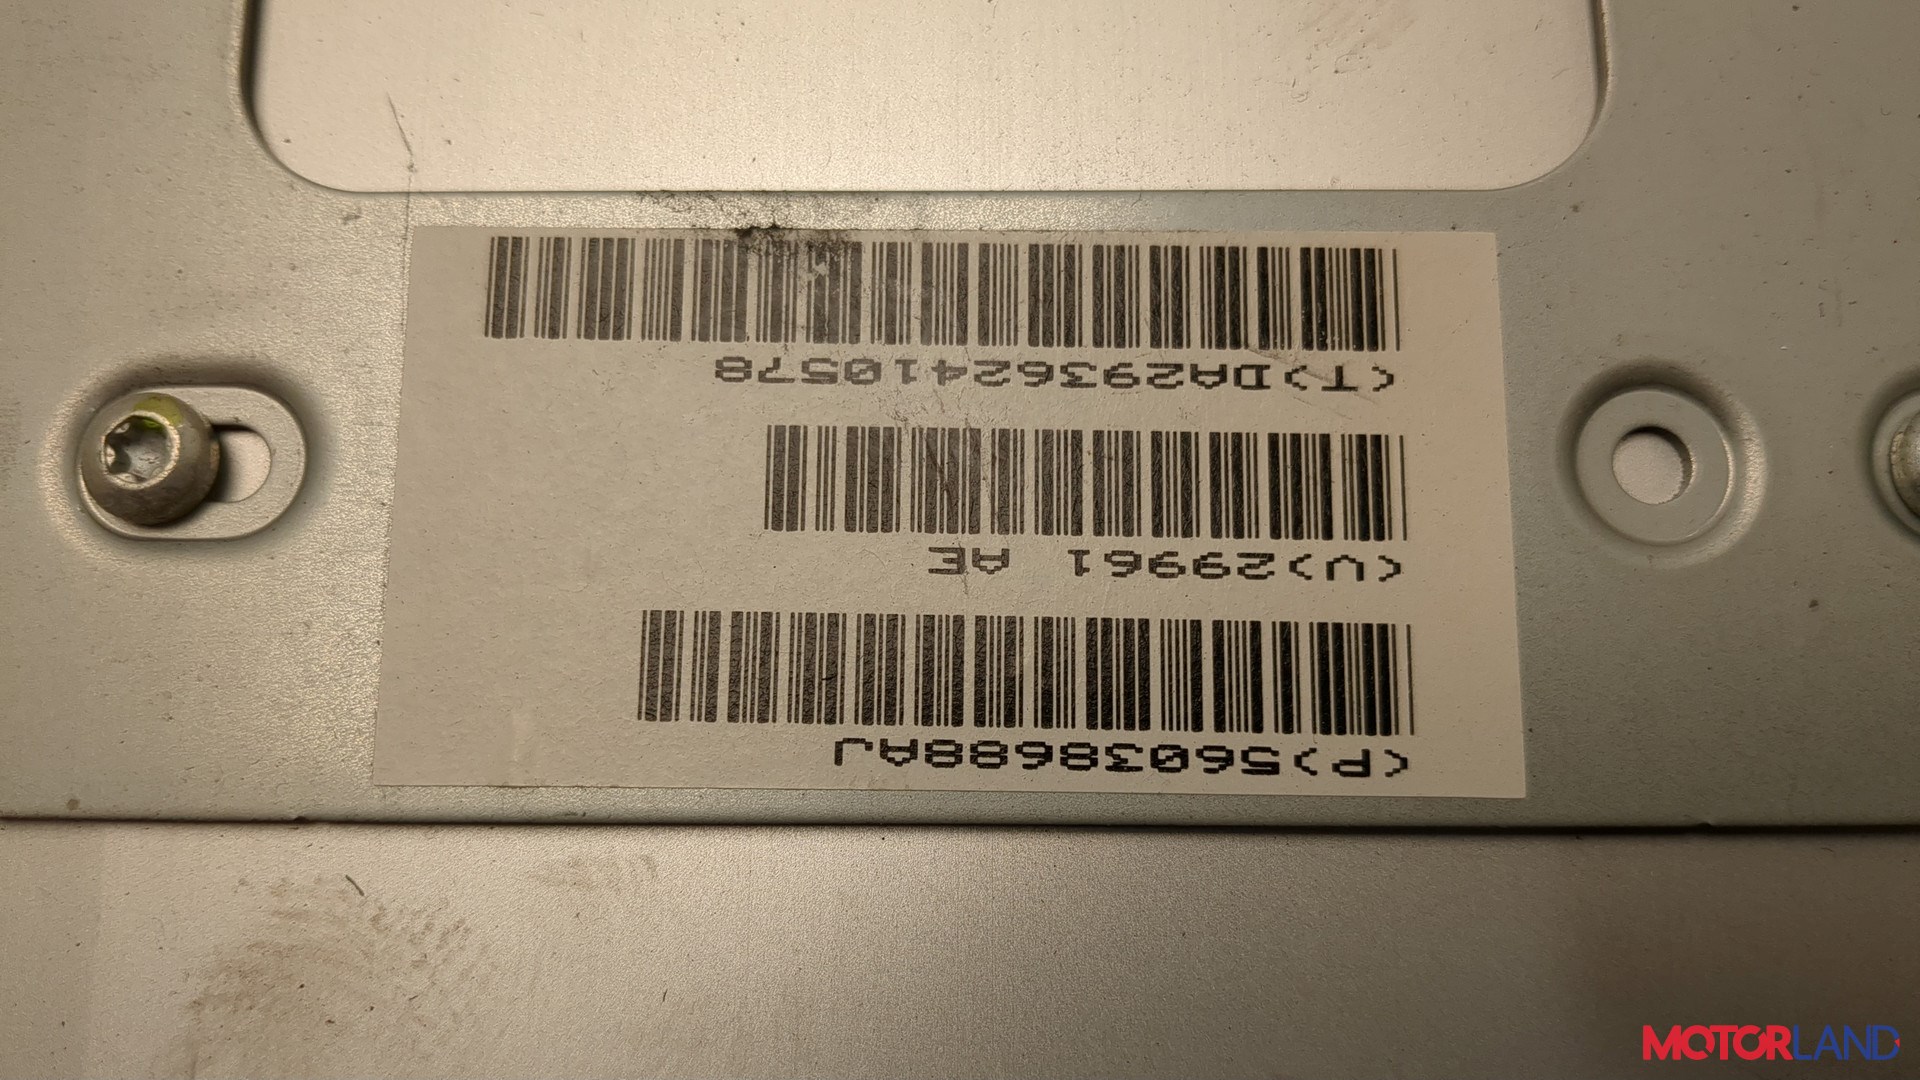 (P)56038688AJ
(V)29961 AE
(T)DA29362410578
MOTORLAND